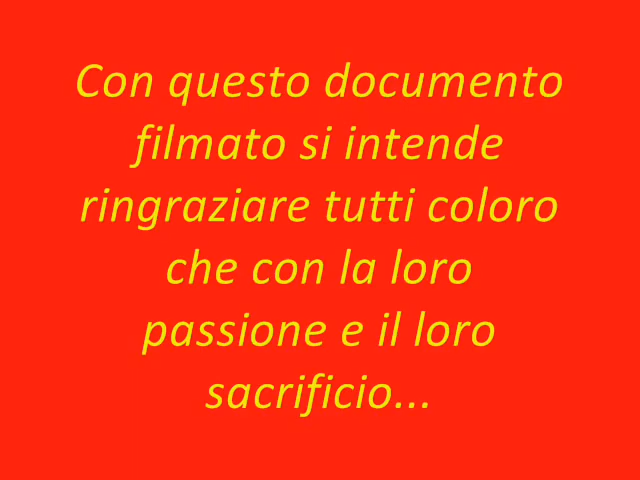 Con questo documento
filmato si intende
ringraziare tutti coloro
che con la loro
passione e il loro
sacrificio...